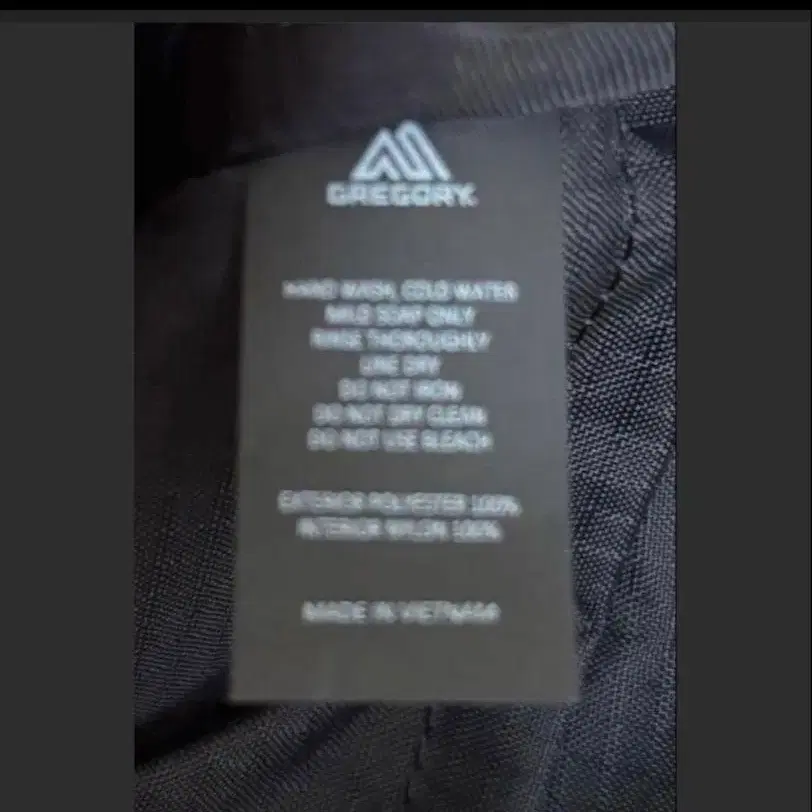 GREGORY.
HAND WASH, COLD WATER
MILD SOAP ONLY
RINSE THOROUGHLY
LINE DRY
DO NOT IRON
DO NOT DRY CLEAN
DO NOT USE BLEACH
EXTERIOR POLYESTER 100%
INTERIOR NYLON 100%
MADE IN VIETNAM